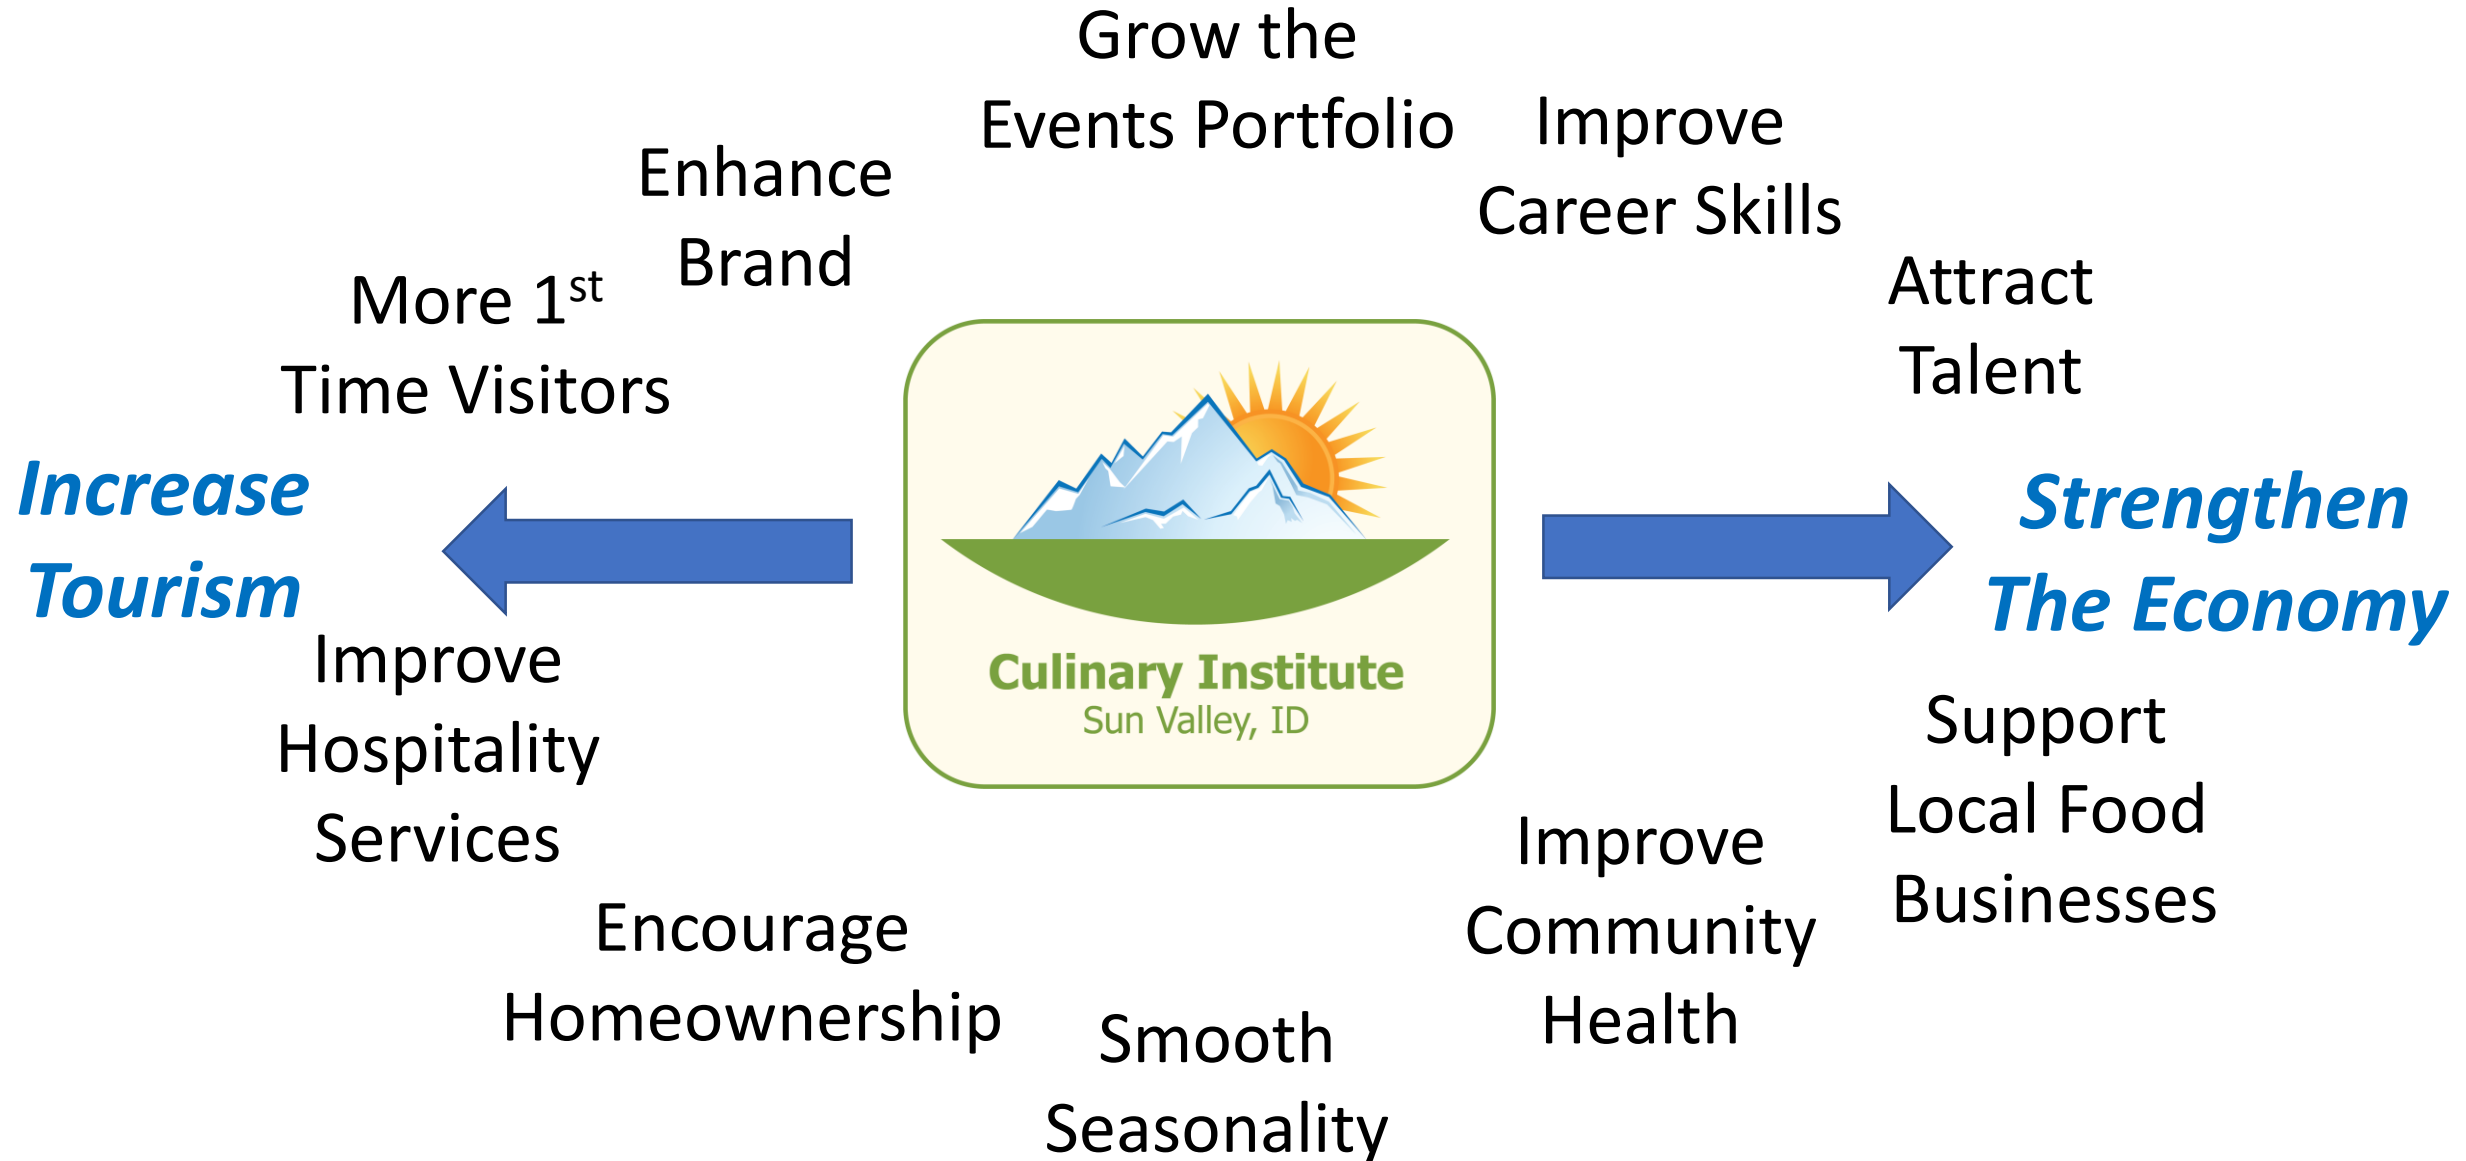 Grow the
Events Portfolio
Improve
Career Skills
Enhance
Brand
Attract
Talent
More 1st
Time Visitors
Increase
Tourism
Strengthen
The Economy
Culinary Institute
Sun Valley, ID
Improve
Hospitality
Services
Support
Local Food
Businesses
Improve
Community
Health
Encourage
Homeownership
Smooth
Seasonality